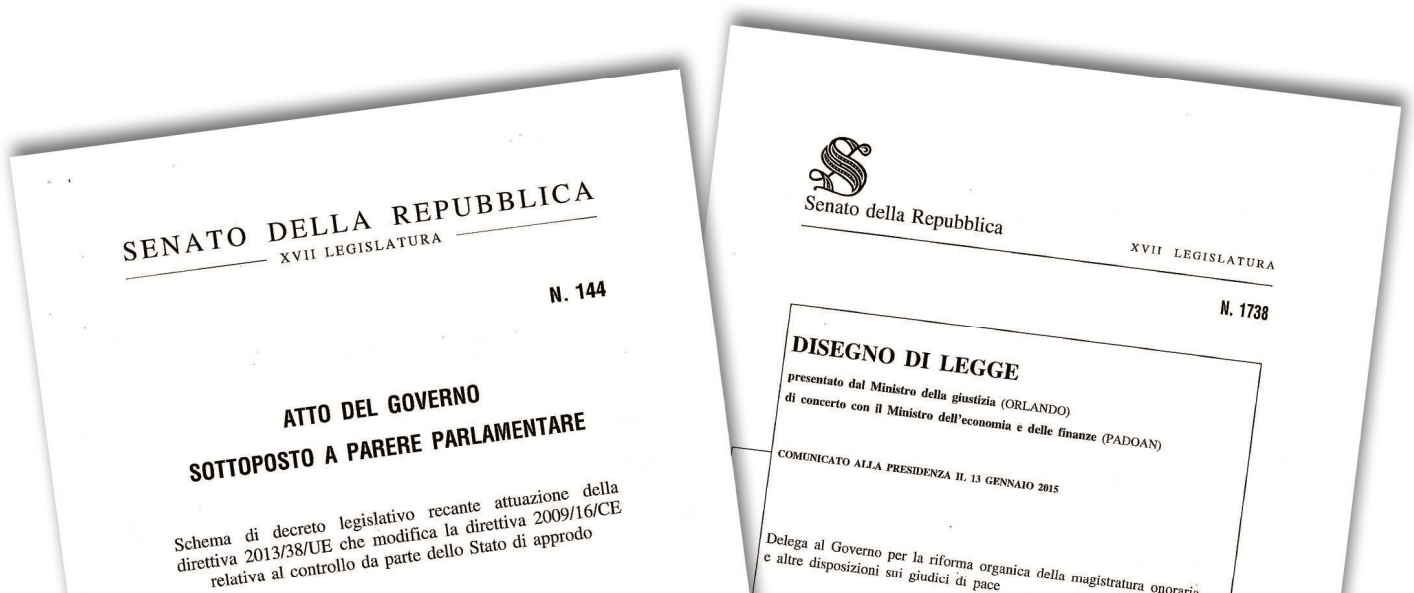 SENATO DELLA REPUBBLICA
XVII LEGISLATURA
N. 144
ATTO DEL GOVERNO
SOTTOPOSTO A PARERE PARLAMENTARE
Schema di decreto legislativo recante attuazione della
direttiva 2013/38/UE che modifica la direttiva 2009/16/CE
relativa al controllo da parte dello Stato di approdo
S
Senato della Repubblica
XVII LEGISLATURA
N. 1738
DISEGNO DI LEGGE
presentato dal Ministro della giustizia (ORLANDO)
di concerto con il Ministro dell'economia e delle finanze (PADOAN)
COMUNICATO ALLA PRESIDENZA IL 13 GENNAIO 2015
Delega al Governo per la riforma organica della magistratura onoraria
e altre disposizioni sui giudici di pace